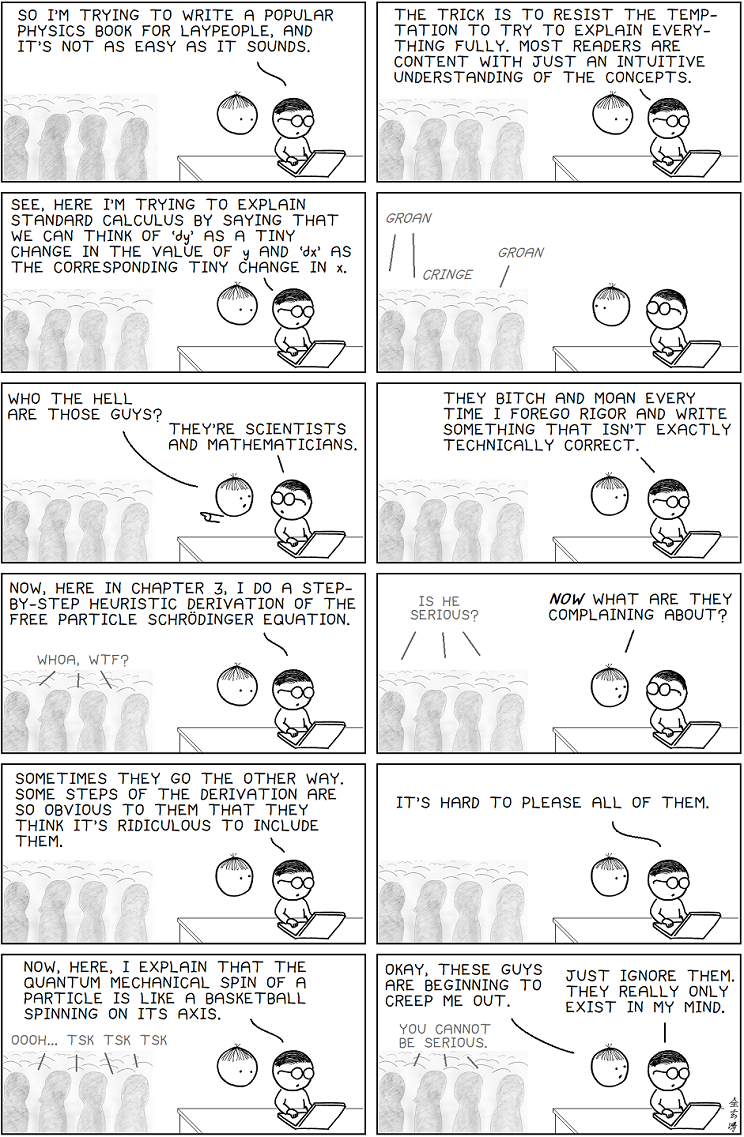 SO I'M TRYING TO WRITE A POPULAR
PHYSICS BOOK FOR LAYPEOPLE, AND
IT'S NOT AS EASY AS IT SOUNDS.
THE TRICK IS TO RESIST THE TEMP-
TATION TO TRY TO EXPLAIN EVERY-
THING FULLY. MOST READERS ARE
CONTENT WITH JUST AN INTUITIVE
UNDERSTANDING OF THE CONCEPTS.
SEE, HERE I'M TRYING TO EXPLAIN
STANDARD CALCULUS BY SAYING THAT
WE CAN THINK OF 'dy' AS A TINY
CHANGE IN THE VALUE OF y AND 'dx' AS
THE CORRESPONDING TINY CHANGE IN x.
GROAN
CRINGE
GROAN
WHO THE HELL
ARE THOSE GUYS?
THEY'RE SCIENTISTS
AND MATHEMATICIANS.
THEY BITCH AND MOAN EVERY
TIME I FOREGO RIGOR AND WRITE
SOMETHING THAT ISN'T EXACTLY
TECHNICALLY CORRECT.
NOW, HERE IN CHAPTER 3, I DO A STEP-
BY-STEP HEURISTIC DERIVATION OF THE
FREE PARTICLE SCHRÖDINGER EQUATION.
WHOA, WTF?
IS HE
SERIOUS?
NOW WHAT ARE THEY
COMPLAINING ABOUT?
SOMETIMES THEY GO THE OTHER WAY.
SOME STEPS OF THE DERIVATION ARE
SO OBVIOUS TO THEM THAT THEY
THINK IT'S RIDICULOUS TO INCLUDE
THEM.
IT'S HARD TO PLEASE ALL OF THEM.
NOW, HERE, I EXPLAIN THAT THE
QUANTUM MECHANICAL SPIN OF A
PARTICLE IS LIKE A BASKETBALL
SPINNING ON ITS AXIS.
OOOH... TSK TSK TSK
OKAY, THESE GUYS
ARE BEGINNING TO
CREEP ME OUT.
YOU CANNOT
BE SERIOUS.
JUST IGNORE THEM.
THEY REALLY ONLY
EXIST IN MY MIND.